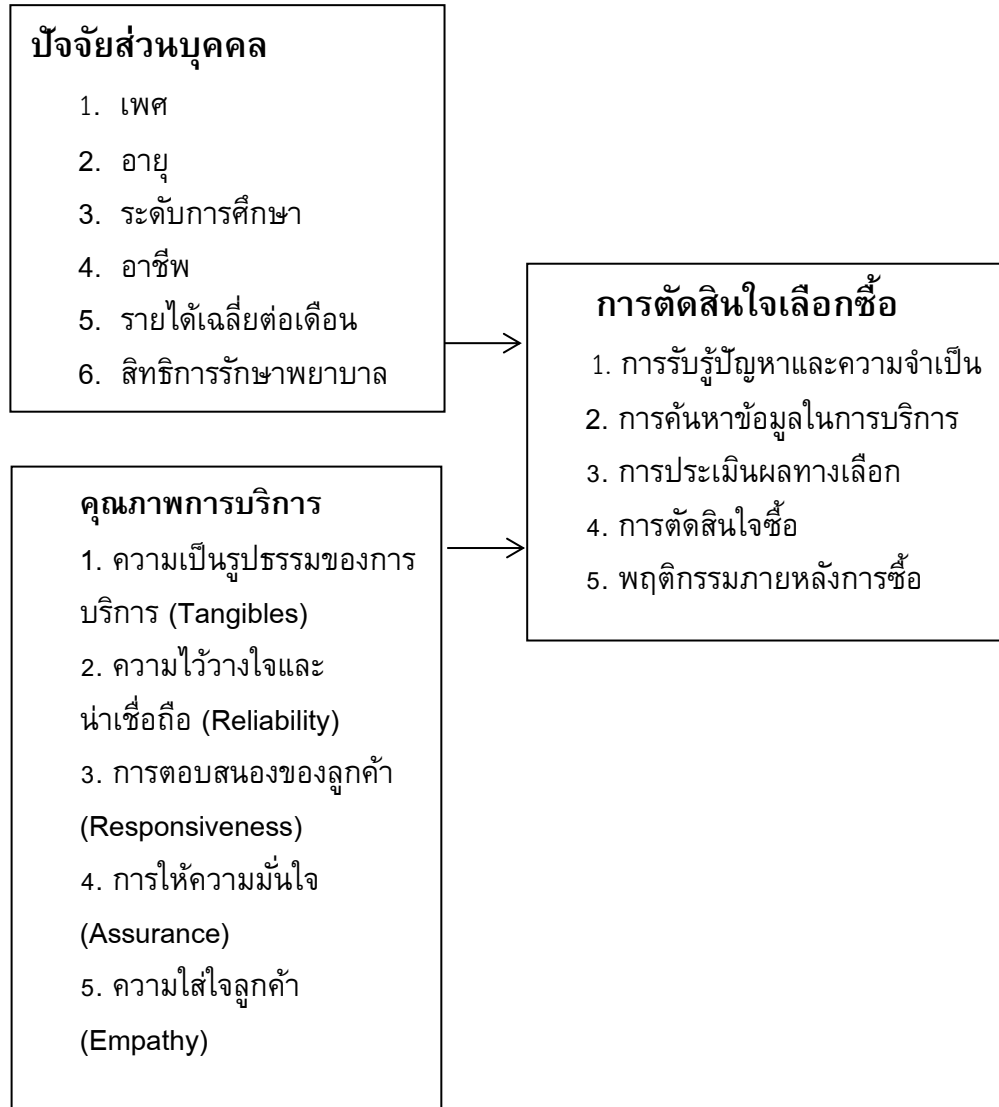 ปัจจัยส่วนบุคคล
1. เพศ
2. อายุ
3. ระดับการศึกษา
4. อาชีพ
5. รายได้เฉลี่ยต่อเดือน
6. สิทธิการรักษาพยาบาล
คุณภาพการบริการ
1. ความเป็นรูปธรรมของการ
บริการ (Tangibles)
2. ความไว้วางใจและ
น่าเชื่อถือ (Reliability)
3. การตอบสนองของลูกค้า
(Responsiveness)
4. การให้ความมั่นใจ
(Assurance)
5. ความใส่ใจลูกค้า
(Empathy)
การตัดสินใจเลือกซื้อ
1. การรับรู้ปัญหาและความจำเป็น
2. การค้นหาข้อมูลในการบริการ
3. การประเมินผลทางเลือก
4. การตัดสินใจซื้อ
5. พฤติกรรมภายหลังการซื้อ